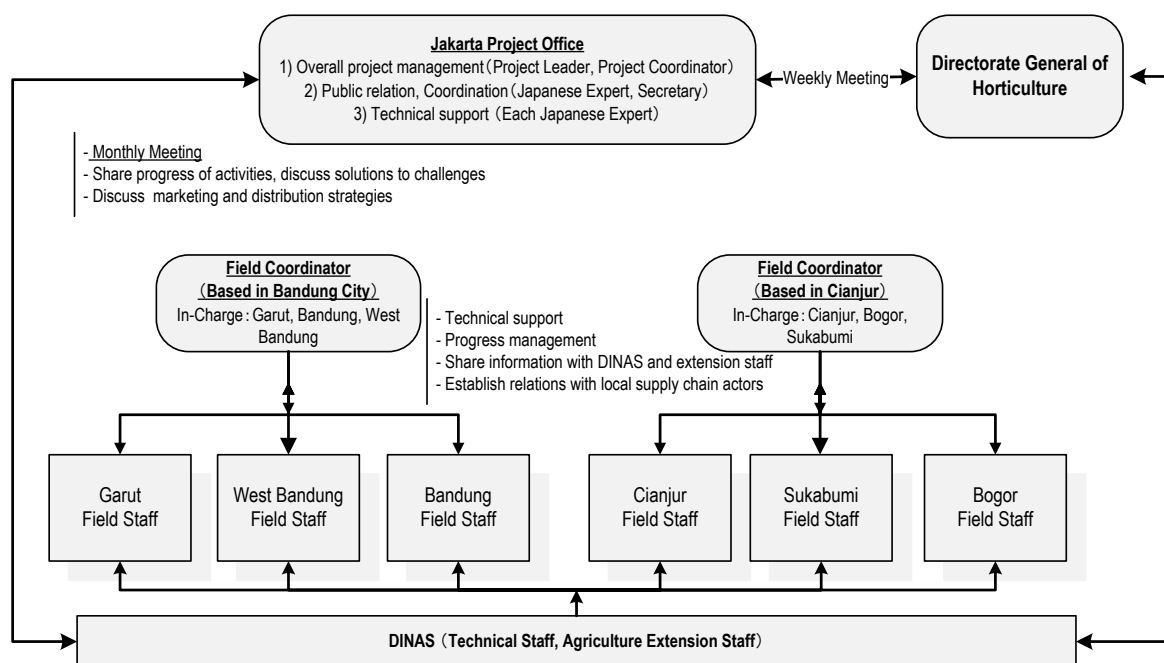 Jakarta Project Office
1) Overall project management(Project Leader, Project Coordinator)
2) Public relation, Coordination(Japanese Expert, Secretary)
3) Technical support (Each Japanese Expert)
Weekly Meeting
Directorate General of
Horticulture
- Monthly Meeting
- Share progress of activities, discuss solutions to challenges
- Discuss marketing and distribution strategies
Field Coordinator
(Based in Bandung City)
In-Charge : Garut, Bandung, West
Bandung
- Technical support
- Progress management
- Share information with DINAS and extension staff
- Establish relations with local supply chain actors
Field Coordinator
(Based in Cianjur)
In-Charge : Cianjur, Bogor,
Sukabumi
Garut
Field Staff
West Bandung
Field Staff
Bandung
Field Staff
Cianjur
Field Staff
Sukabumi
Field Staff
Bogor
Field Staff
DINAS (Technical Staff, Agriculture Extension Staff)